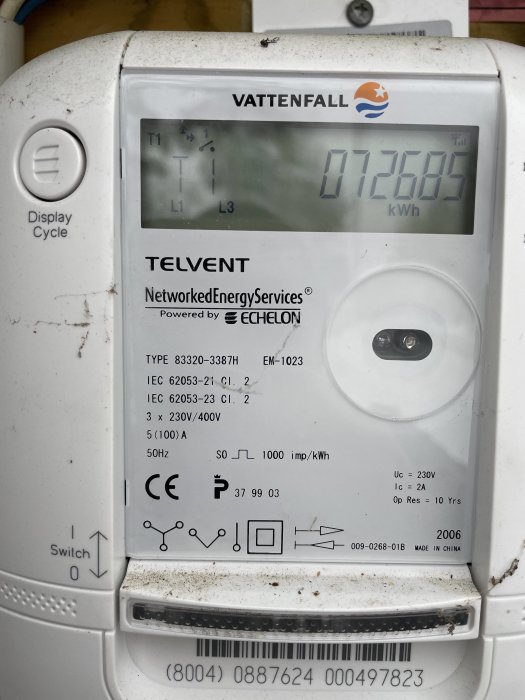 VATTENFALL
T1 1
072685
kWh
L1 L3
Display
Cycle
TELVENT
NetworkedEnergyServices®
Powered by ECHELON
TYPE 83320-3387H EM-1023
IEC 62053-21 Cl. 2
IEC 62053-23 Cl. 2
3 x 230V/400V
5(100)A
50Hz S0 1000 imp/kWh
Uc = 230V
Ic = 2A
Op Res = 10 Yrs
CE P 37 99 03
I
Switch
0
2006
009-0268-01B MADE IN CHINA
(8004) 0887624 000497823